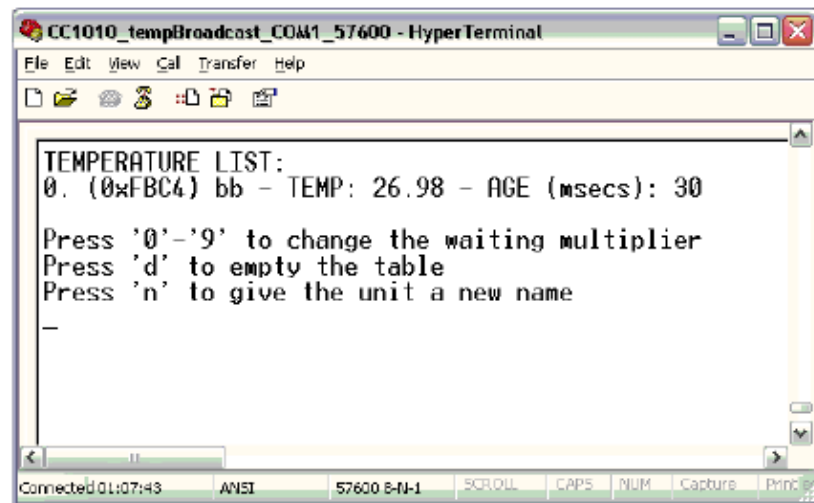 CC1010_tempBroadcast_COM1_57600 - HyperTerminal
File Edit View Call Transfer Help
TEMPERATURE LIST:
0. (0xFBC4) bb - TEMP: 26.98 - AGE (msecs): 30
Press '0'-'9' to change the waiting multiplier
Press 'd' to empty the table
Press 'n' to give the unit a new name
_
Connected 01:07:43 ANSI 57600 8-N-1 SCROLL CAPS NUM Capture Print e